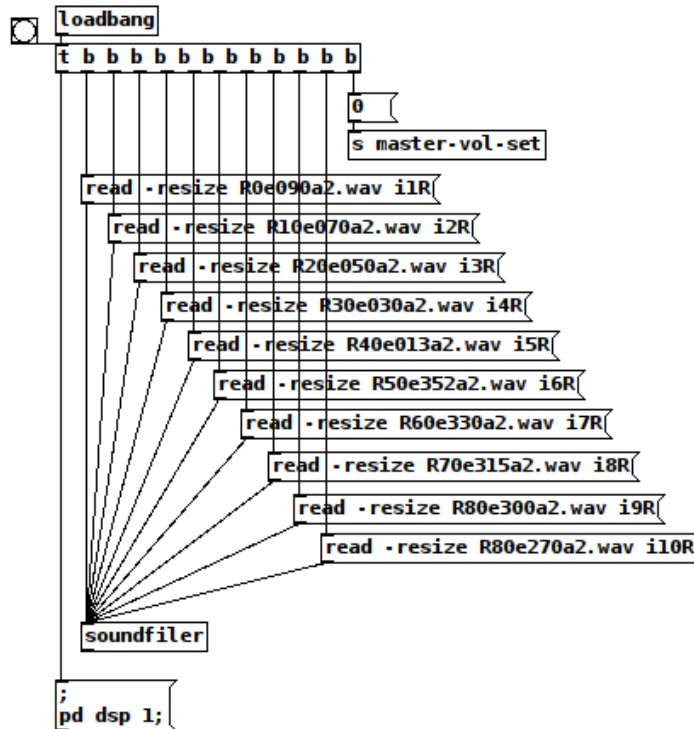 loadbang
t b b b b b b b b b b b
0
s master-vol-set
read -resize R0e090a2.wav i1R
read -resize R10e070a2.wav i2R
read -resize R20e050a2.wav i3R
read -resize R30e030a2.wav i4R
read -resize R40e013a2.wav i5R
read -resize R50e352a2.wav i6R
read -resize R60e330a2.wav i7R
read -resize R70e315a2.wav i8R
read -resize R80e300a2.wav i9R
read -resize R80e270a2.wav i10R
soundfiler
;
pd dsp 1;